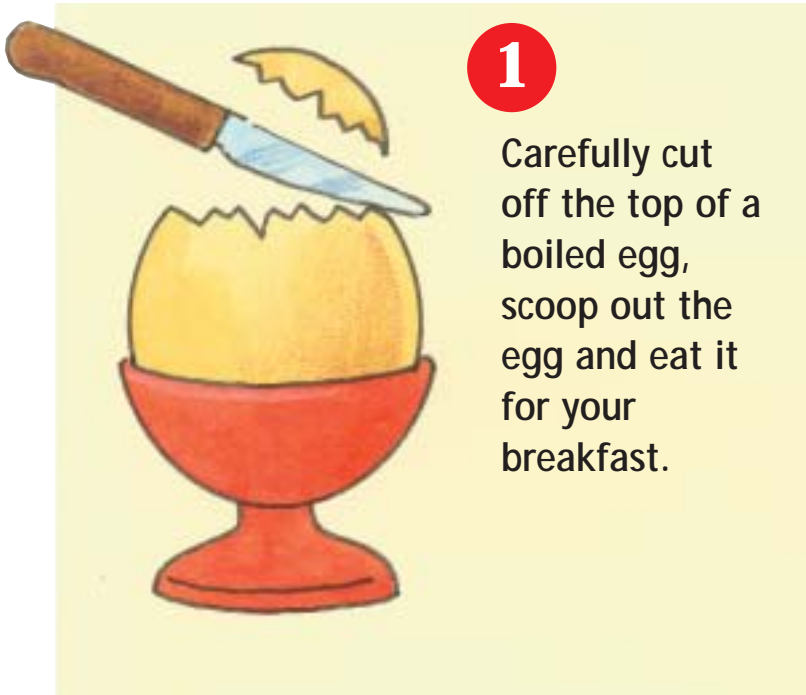 1
Carefully cut
off the top of a
boiled egg,
scoop out the
egg and eat it
for your
breakfast.